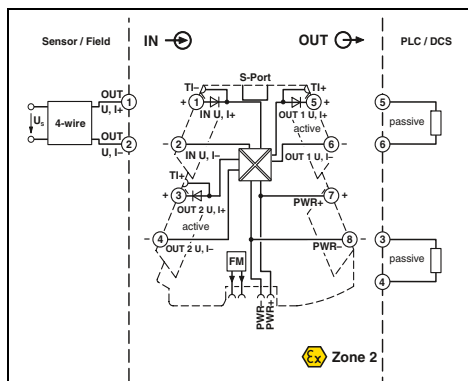 Sensor / Field
IN
OUT
PLC / DCS
S-Port
TI–
TI+
OUT
U, I+
1
+
1
5
+
5
IN U, I+
OUT 1 U, I+
active
passive
4-wire
Us
OUT
U, I–
2
–
2
6
–
6
IN U, I–
OUT 1 U, I–
TI+
+
3
7
+
OUT 2 U, I+
PWR+
active
–
4
8
–
3
OUT 2 U, I–
PWR–
passive
4
FM
PWR–
PWR+
Ex
Zone 2